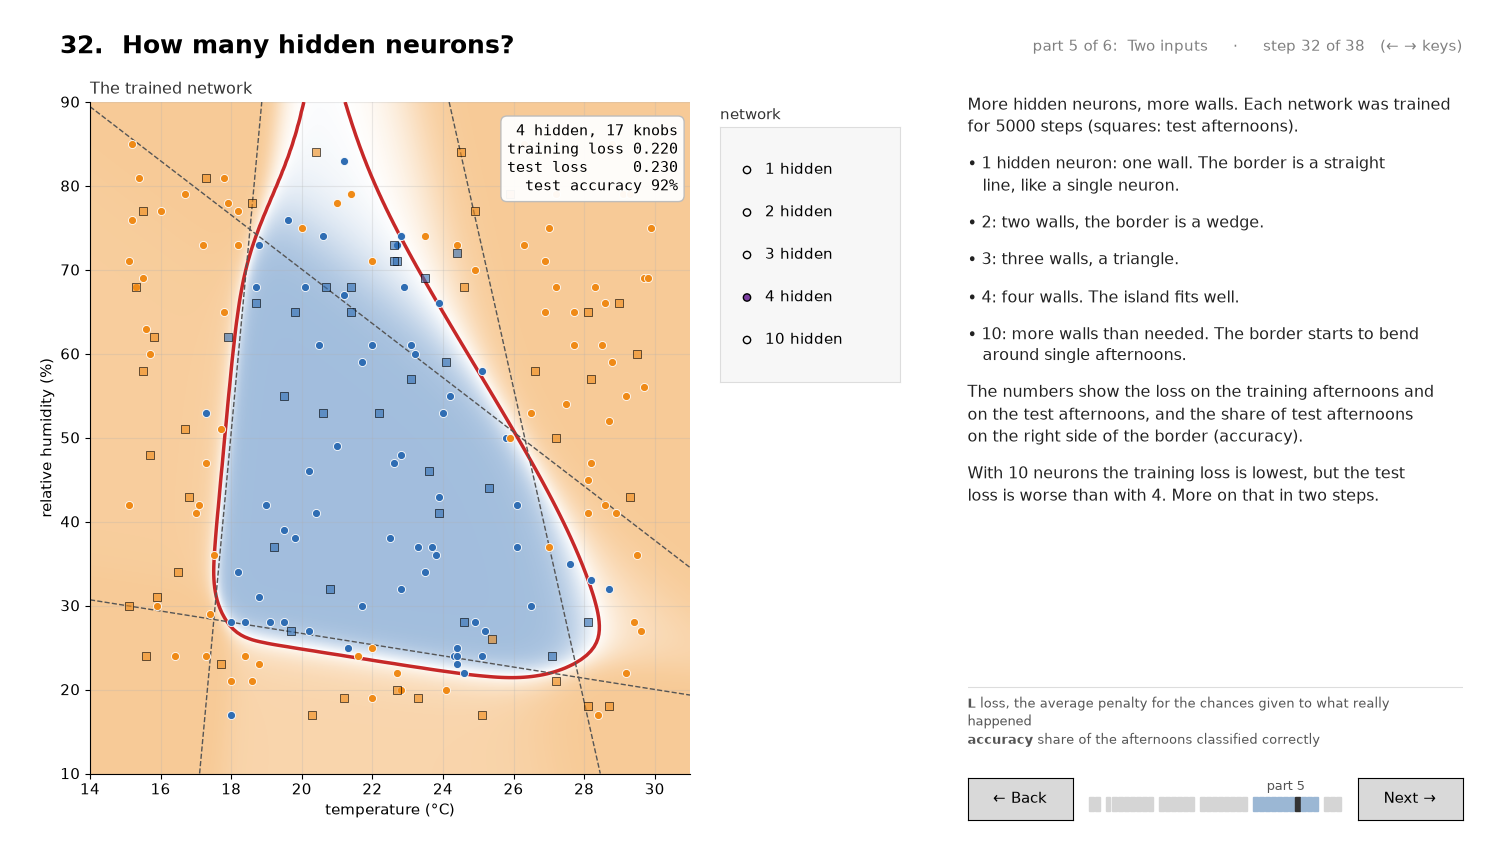 32.  How many hidden neurons?
part 5 of 6:  Two inputs   ·   step 32 of 38   (← → keys)
The trained network
90
80
70
60
50
40
30
20
10
relative humidity (%)
14
16
18
20
22
24
26
28
30
temperature (°C)
4 hidden, 17 knobs
training loss 0.220
test loss     0.230
test accuracy 92%
network
1 hidden
2 hidden
3 hidden
4 hidden
10 hidden
More hidden neurons, more walls. Each network was trained
for 5000 steps (squares: test afternoons).
• 1 hidden neuron: one wall. The border is a straight
line, like a single neuron.
• 2: two walls, the border is a wedge.
• 3: three walls, a triangle.
• 4: four walls. The island fits well.
• 10: more walls than needed. The border starts to bend
around single afternoons.
The numbers show the loss on the training afternoons and
on the test afternoons, and the share of test afternoons
on the right side of the border (accuracy).
With 10 neurons the training loss is lowest, but the test
loss is worse than with 4. More on that in two steps.
L loss, the average penalty for the chances given to what really
happened
accuracy share of the afternoons classified correctly
← Back
part 5
Next →